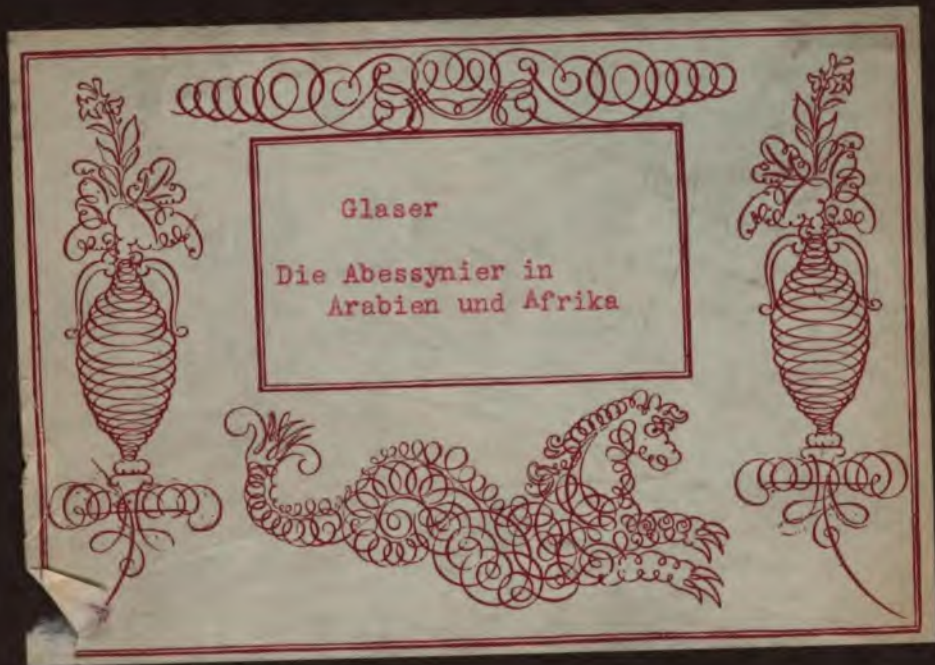 Glaser
Die Abessynier in
Arabien und Afrika